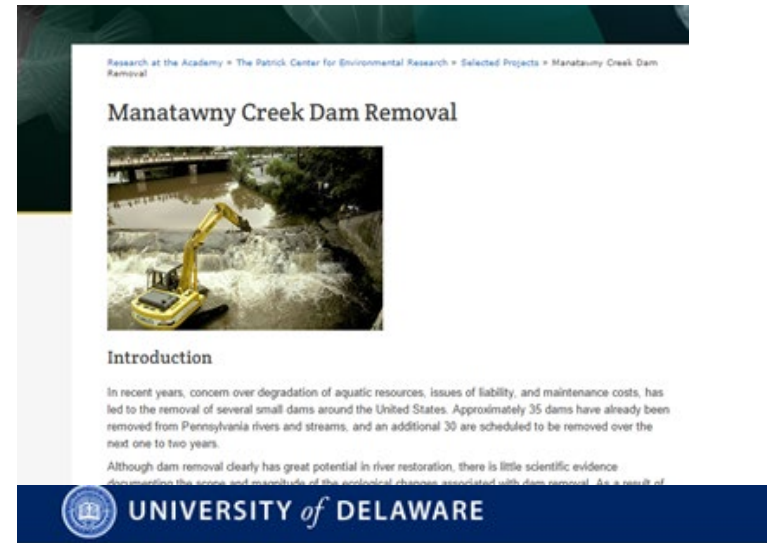 Research at the Academy » The Patrick Center for Environmental Research » Selected Projects » Manatawny Creek Dam
Removal
Manatawny Creek Dam Removal
Introduction
In recent years, concern over degradation of aquatic resources, issues of liability, and maintenance costs, has
led to the removal of several small dams around the United States. Approximately 35 dams have already been
removed from Pennsylvania rivers and streams, and an additional 30 are scheduled to be removed over the
next one to two years.
Although dam removal clearly has great potential in river restoration, there is little scientific evidence
documenting the scope and magnitude of the ecological changes associated with dam removal. As a result of
UNIVERSITY of DELAWARE